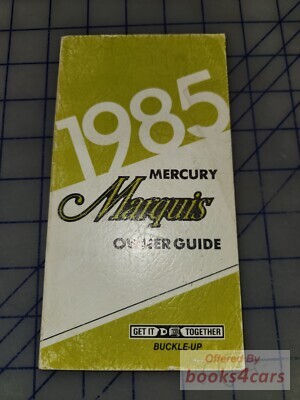 1985
MERCURY
Marquis
OWNER GUIDE
GET IT TOGETHER
BUCKLE-UP
Offered By
books4cars